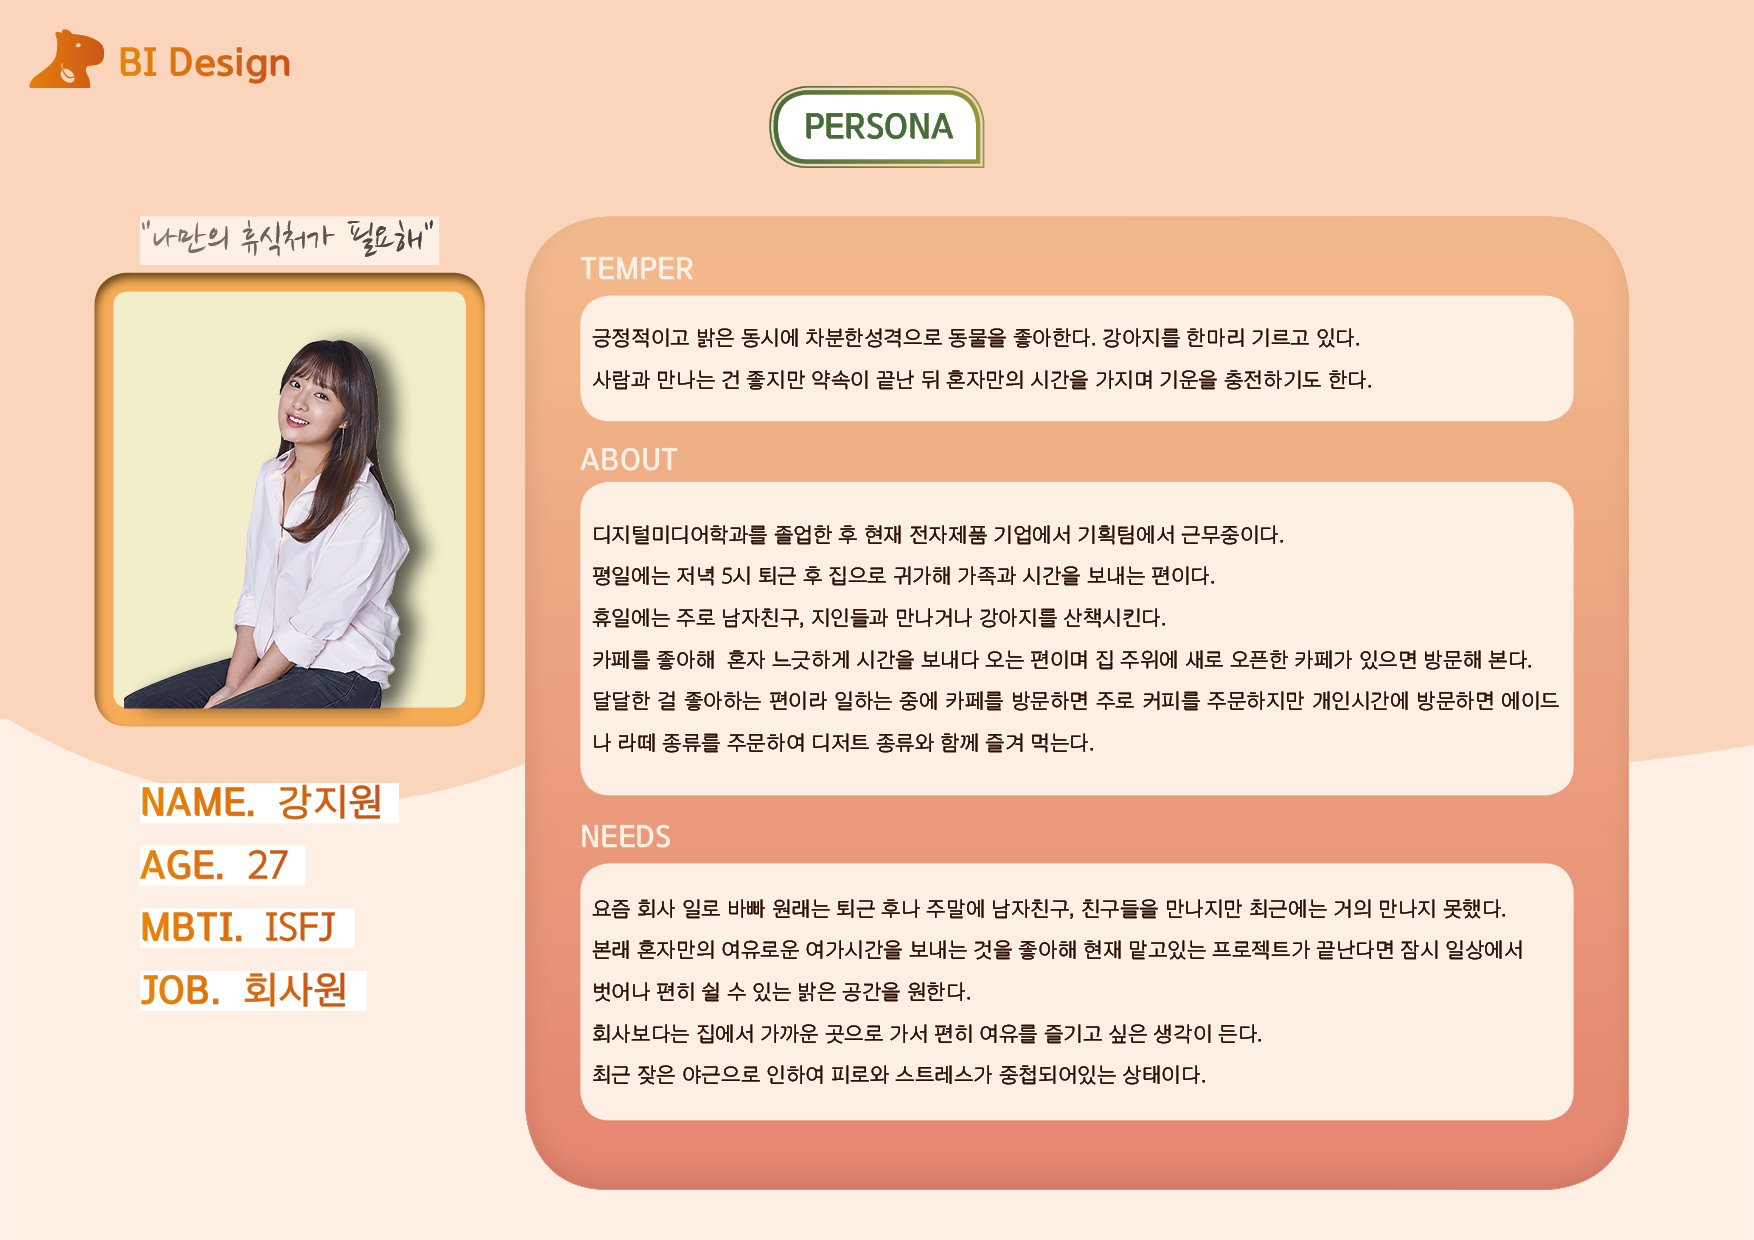 BI Design
PERSONA
"나만의 휴식처가 필요해"
NAME. 강지원
AGE. 27
MBTI. ISFJ
JOB. 회사원
TEMPER
긍정적이고 밝은 동시에 차분한성격으로 동물을 좋아한다. 강아지를 한마리 기르고 있다.
사람과 만나는 건 좋지만 약속이 끝난 뒤 혼자만의 시간을 가지며 기운을 충전하기도 한다.
ABOUT
디지털미디어학과를 졸업한 후 현재 전자제품 기업에서 기획팀에서 근무중이다.
평일에는 저녁 5시 퇴근 후 집으로 귀가해 가족과 시간을 보내는 편이다.
휴일에는 주로 남자친구, 지인들과 만나거나 강아지를 산책시킨다.
카페를 좋아해 혼자 느긋하게 시간을 보내다 오는 편이며 집 주위에 새로 오픈한 카페가 있으면 방문해 본다.
달달한 걸 좋아하는 편이라 일하는 중에 카페를 방문하면 주로 커피를 주문하지만 개인시간에 방문하면 에이드
나 라떼 종류를 주문하여 디저트 종류와 함께 즐겨 먹는다.
NEEDS
요즘 회사 일로 바빠 원래는 퇴근 후나 주말에 남자친구, 친구들을 만나지만 최근에는 거의 만나지 못했다.
본래 혼자만의 여유로운 여가시간을 보내는 것을 좋아해 현재 맡고있는 프로젝트가 끝난다면 잠시 일상에서
벗어나 편히 쉴 수 있는 밝은 공간을 원한다.
회사보다는 집에서 가까운 곳으로 가서 편히 여유를 즐기고 싶은 생각이 든다.
최근 잦은 야근으로 인하여 피로와 스트레스가 중첩되어있는 상태이다.